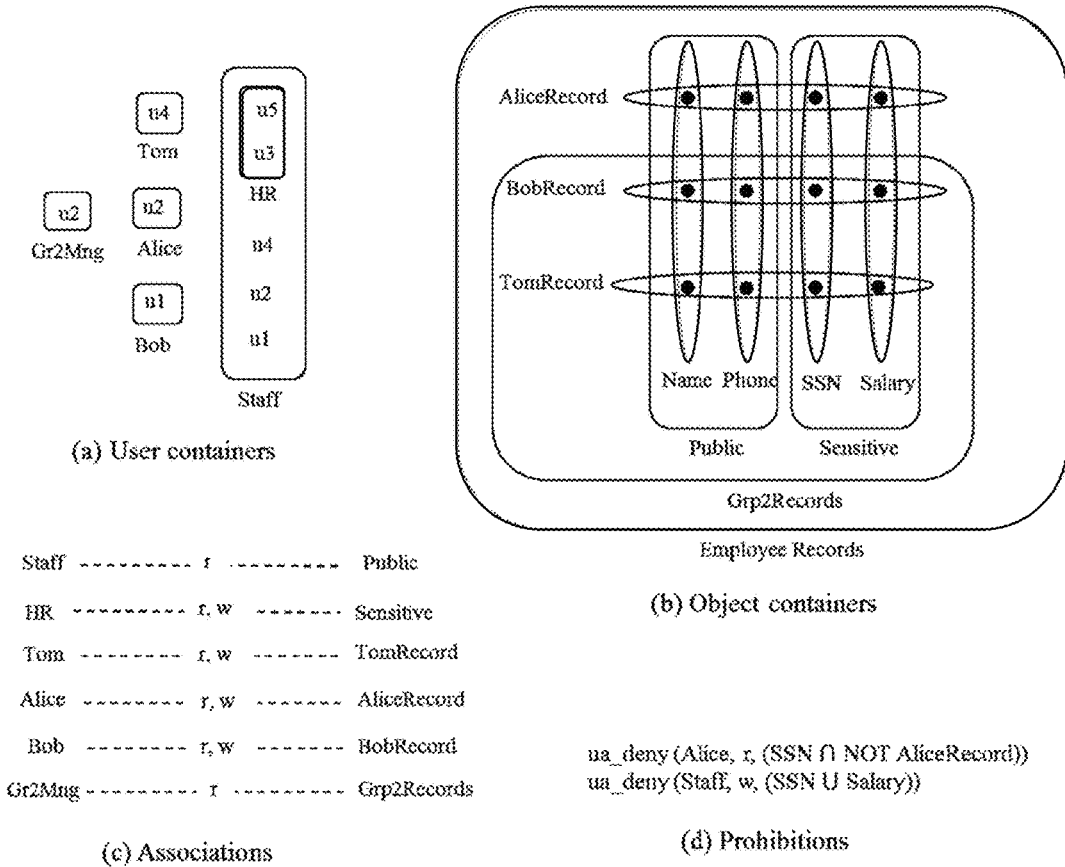 u4
Tom
u2
Gr2Mng
u2
Alice
u1
Bob
u5
u3
HR
u4
u2
u1
Staff
(a) User containers
AliceRecord
BobRecord
TomRecord
Name Phone SSN Salary
Public Sensitive
Grp2Records
Employee Records
(b) Object containers
Staff r Public
HR r, w Sensitive
Tom r, w TomRecord
Alice r, w AliceRecord
Bob r, w BobRecord
Gr2Mng r Grp2Records
(c) Associations
ua_deny (Alice, r, (SSN ∩ NOT AliceRecord))
ua_deny (Staff, w, (SSN U Salary))
(d) Prohibitions